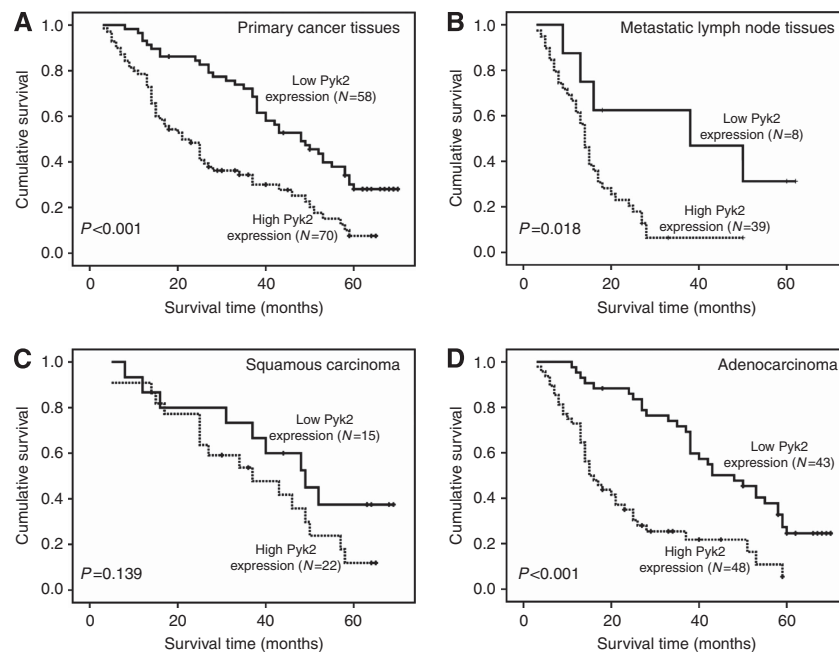 A
Primary cancer tissues
Cumulative survival
1.0
0.8
0.6
0.4
0.2
0.0
Low Pyk2
expression (N=58)
High Pyk2
expression (N=70)
P<0.001
0 20 40 60
Survival time (months)
B
Metastatic lymph node tissues
Cumulative survival
1.0
0.8
0.6
0.4
0.2
0.0
Low Pyk2
expression (N=8)
High Pyk2
expression (N=39)
P=0.018
0 20 40 60
Survival time (months)
C
Squamous carcinoma
Cumulative survival
1.0
0.8
0.6
0.4
0.2
0.0
Low Pyk2
expression (N=15)
High Pyk2
expression (N=22)
P=0.139
0 20 40 60
Survival time (months)
D
Adenocarcinoma
Cumulative survival
1.0
0.8
0.6
0.4
0.2
0.0
Low Pyk2
expression (N=43)
High Pyk2
expression (N=48)
P<0.001
0 20 40 60
Survival time (months)